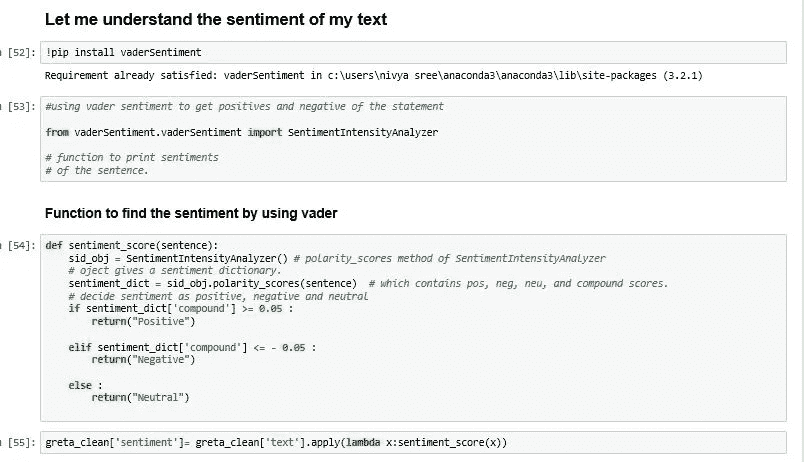 Let me understand the sentiment of my text
[52]: !pip install vaderSentiment
Requirement already satisfied: vaderSentiment in c:\users\nivya sree\anaconda3\anaconda3\lib\site-packages (3.2.1)
[53]: #using vader sentiment to get positives and negative of the statement
from vaderSentiment.vaderSentiment import SentimentIntensityAnalyzer
# function to print sentiments
# of the sentence.
Function to find the sentiment by using vader
[54]: def sentiment_score(sentence):
sid_obj = SentimentIntensityAnalyzer() # polarity_scores method of SentimentIntensityAnalyzer
# oject gives a sentiment dictionary.
sentiment_dict = sid_obj.polarity_scores(sentence)  # which contains pos, neg, neu, and compound scores.
# decide sentiment as positive, negative and neutral
if sentiment_dict['compound'] >= 0.05 :
return("Positive")
elif sentiment_dict['compound'] <= - 0.05 :
return("Negative")
else :
return("Neutral")
[55]: greta_clean['sentiment']= greta_clean['text'].apply(lambda x:sentiment_score(x))